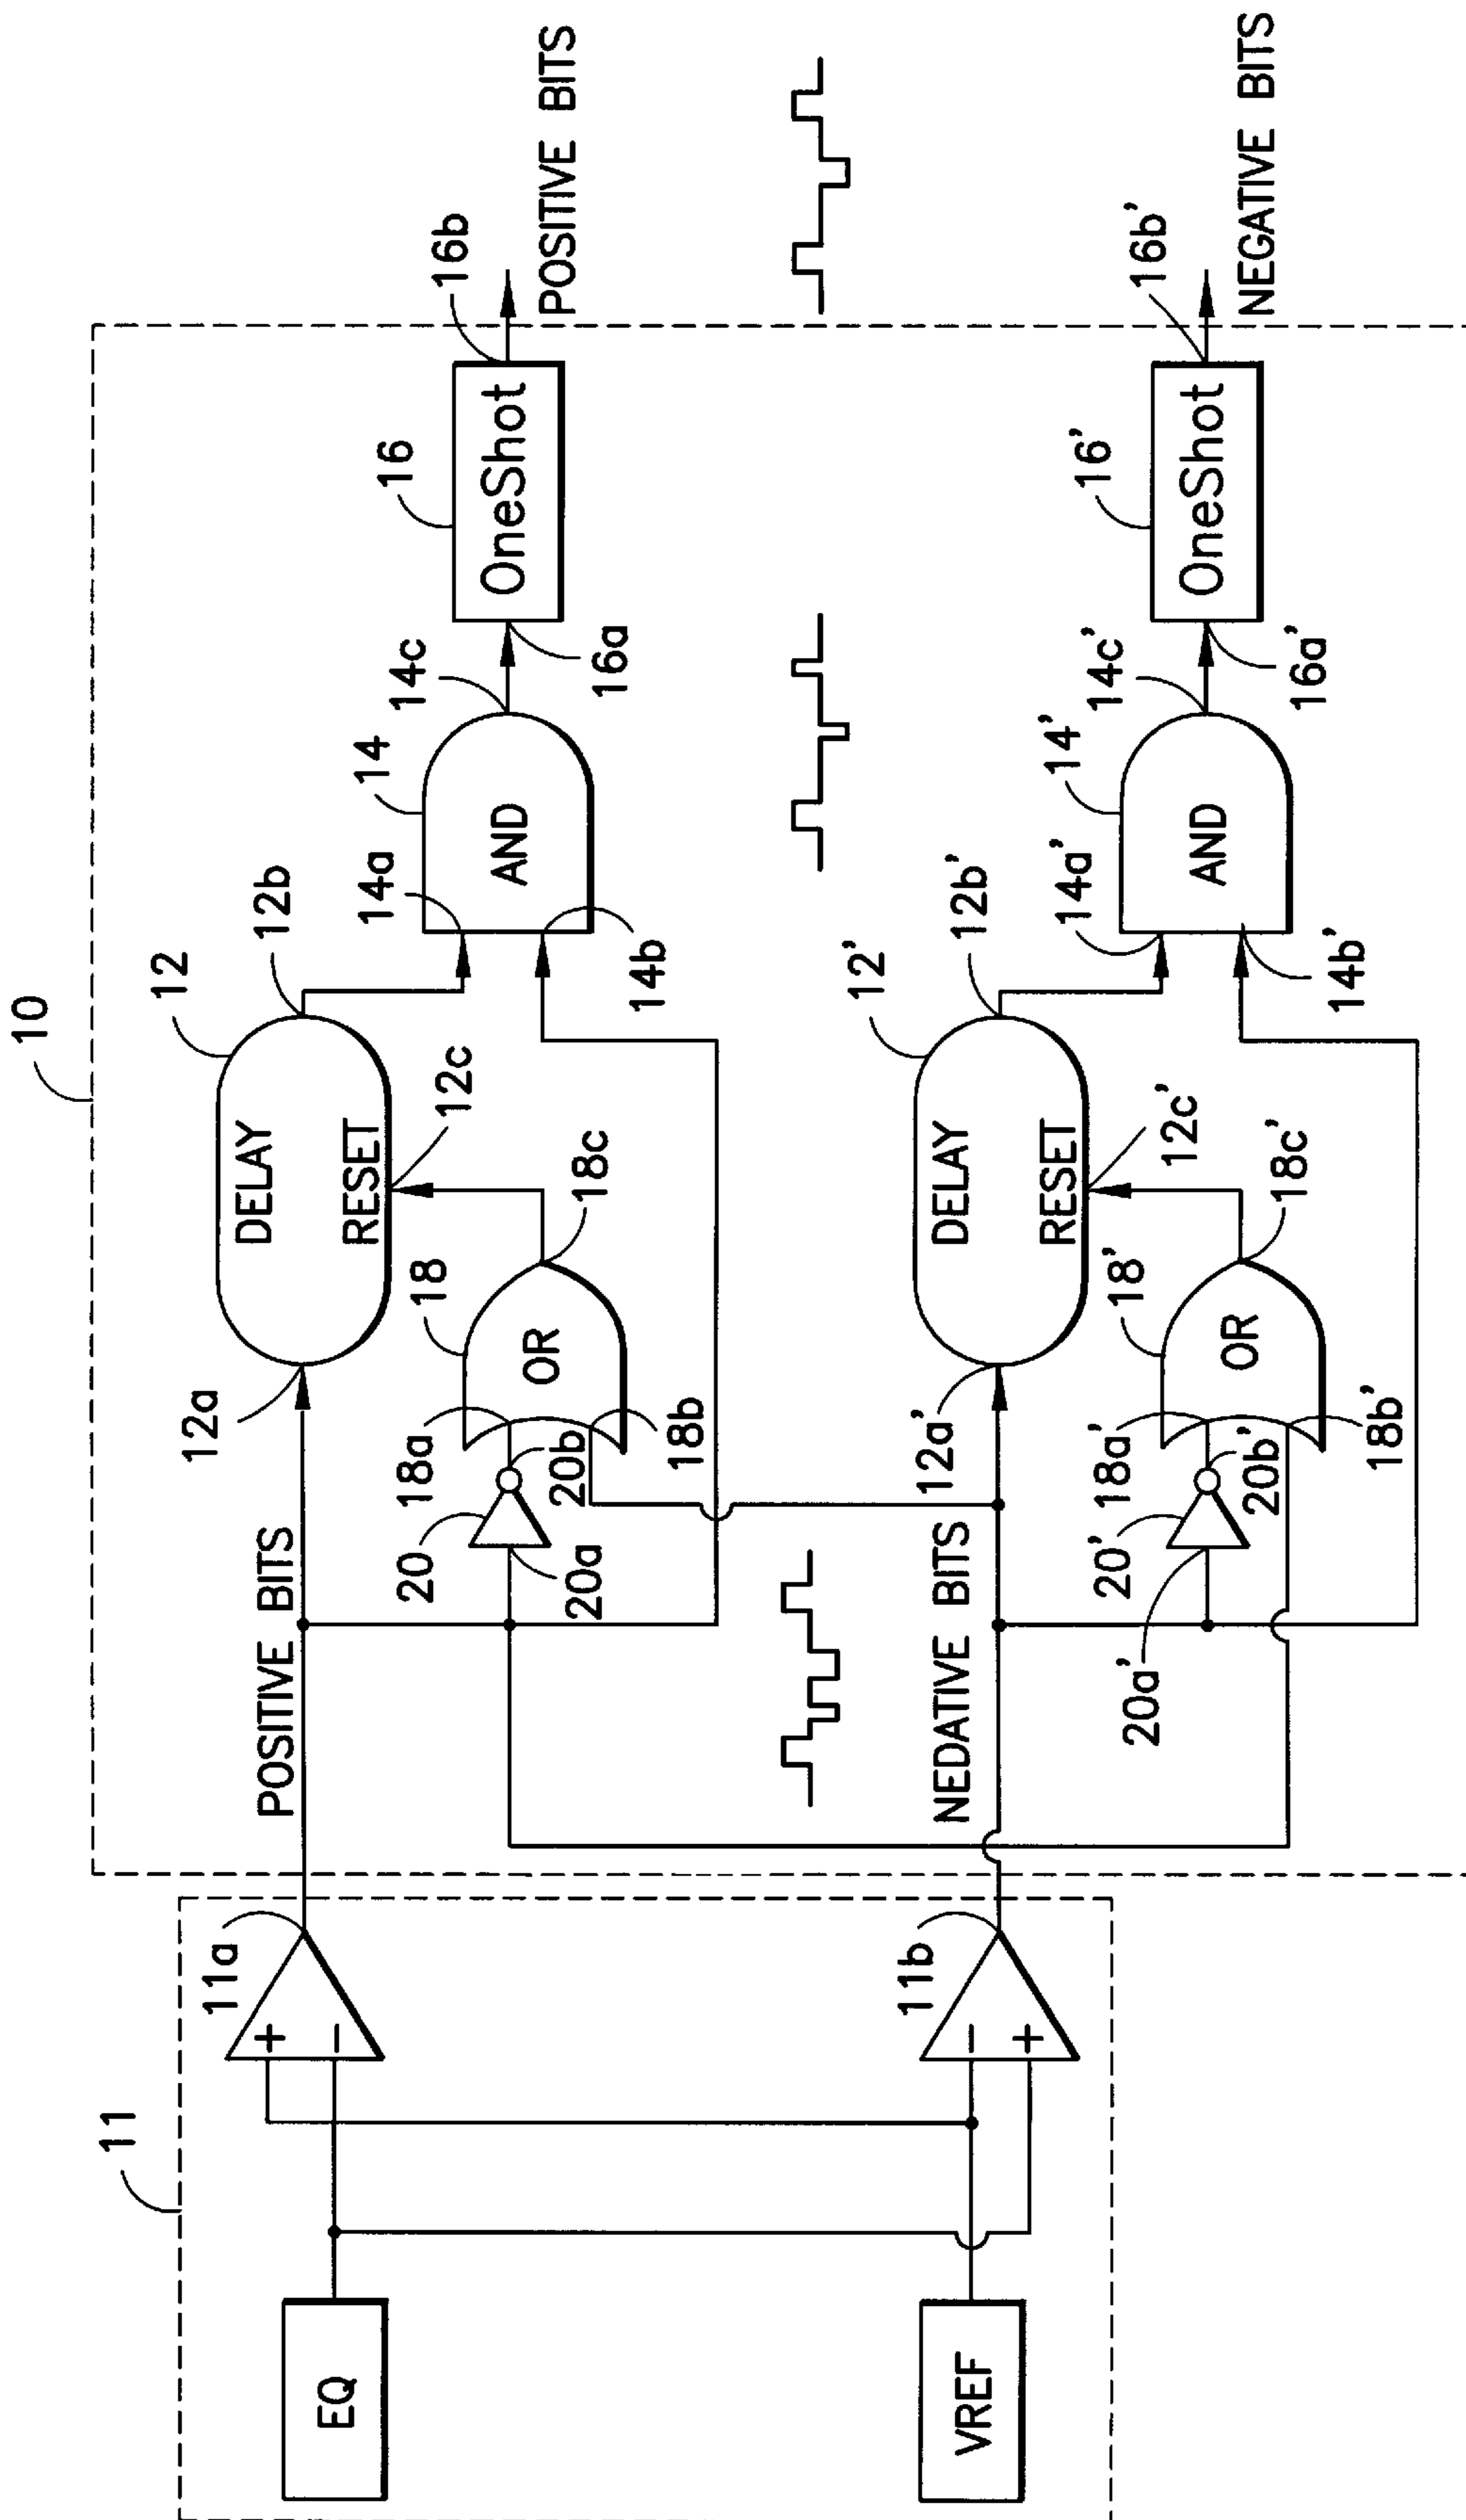 10
11
EQ
VREF
11a
+
−
11b
−
+
POSITIVE BITS
12a
12
DELAY
RESET
12b
12c
20
20a
20b
18a
18b
18
OR
18c
14a
14b
14
AND
14c
16a
16
OneShot
16b
POSITIVE BITS
NEDATIVE BITS
12a'
12'
DELAY
RESET
12b'
12c'
20'
20a'
20b'
18a'
18b'
18'
OR
18c'
14a'
14b'
14'
AND
14c'
16a'
16'
OneShot
16b'
NEGATIVE BITS